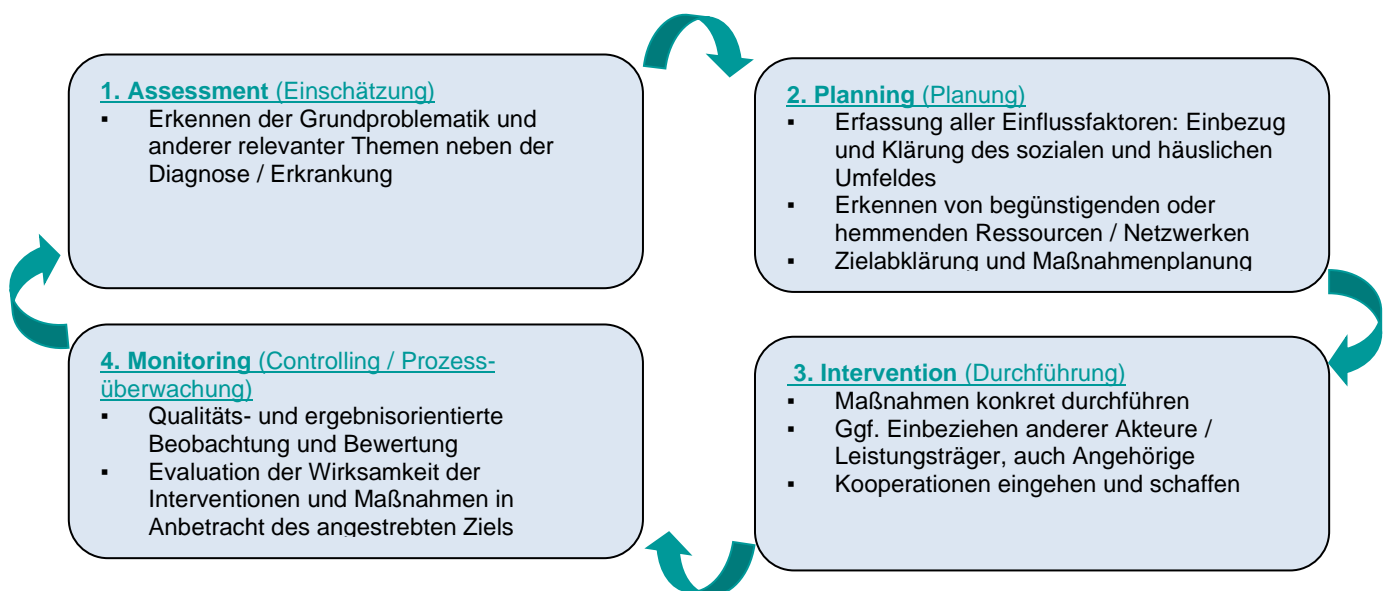 1. Assessment (Einschätzung)
▪ Erkennen der Grundproblematik und
anderer relevanter Themen neben der
Diagnose / Erkrankung
2. Planning (Planung)
▪ Erfassung aller Einflussfaktoren: Einbezug
und Klärung des sozialen und häuslichen
Umfeldes
▪ Erkennen von begünstigenden oder
hemmenden Ressourcen / Netzwerken
▪ Zielabklärung und Maßnahmenplanung
3. Intervention (Durchführung)
▪ Maßnahmen konkret durchführen
▪ Ggf. Einbeziehen anderer Akteure /
Leistungsträger, auch Angehörige
▪ Kooperationen eingehen und schaffen
4. Monitoring (Controlling / Prozess-
überwachung)
▪ Qualitäts- und ergebnisorientierte
Beobachtung und Bewertung
▪ Evaluation der Wirksamkeit der
Interventionen und Maßnahmen in
Anbetracht des angestrebten Ziels